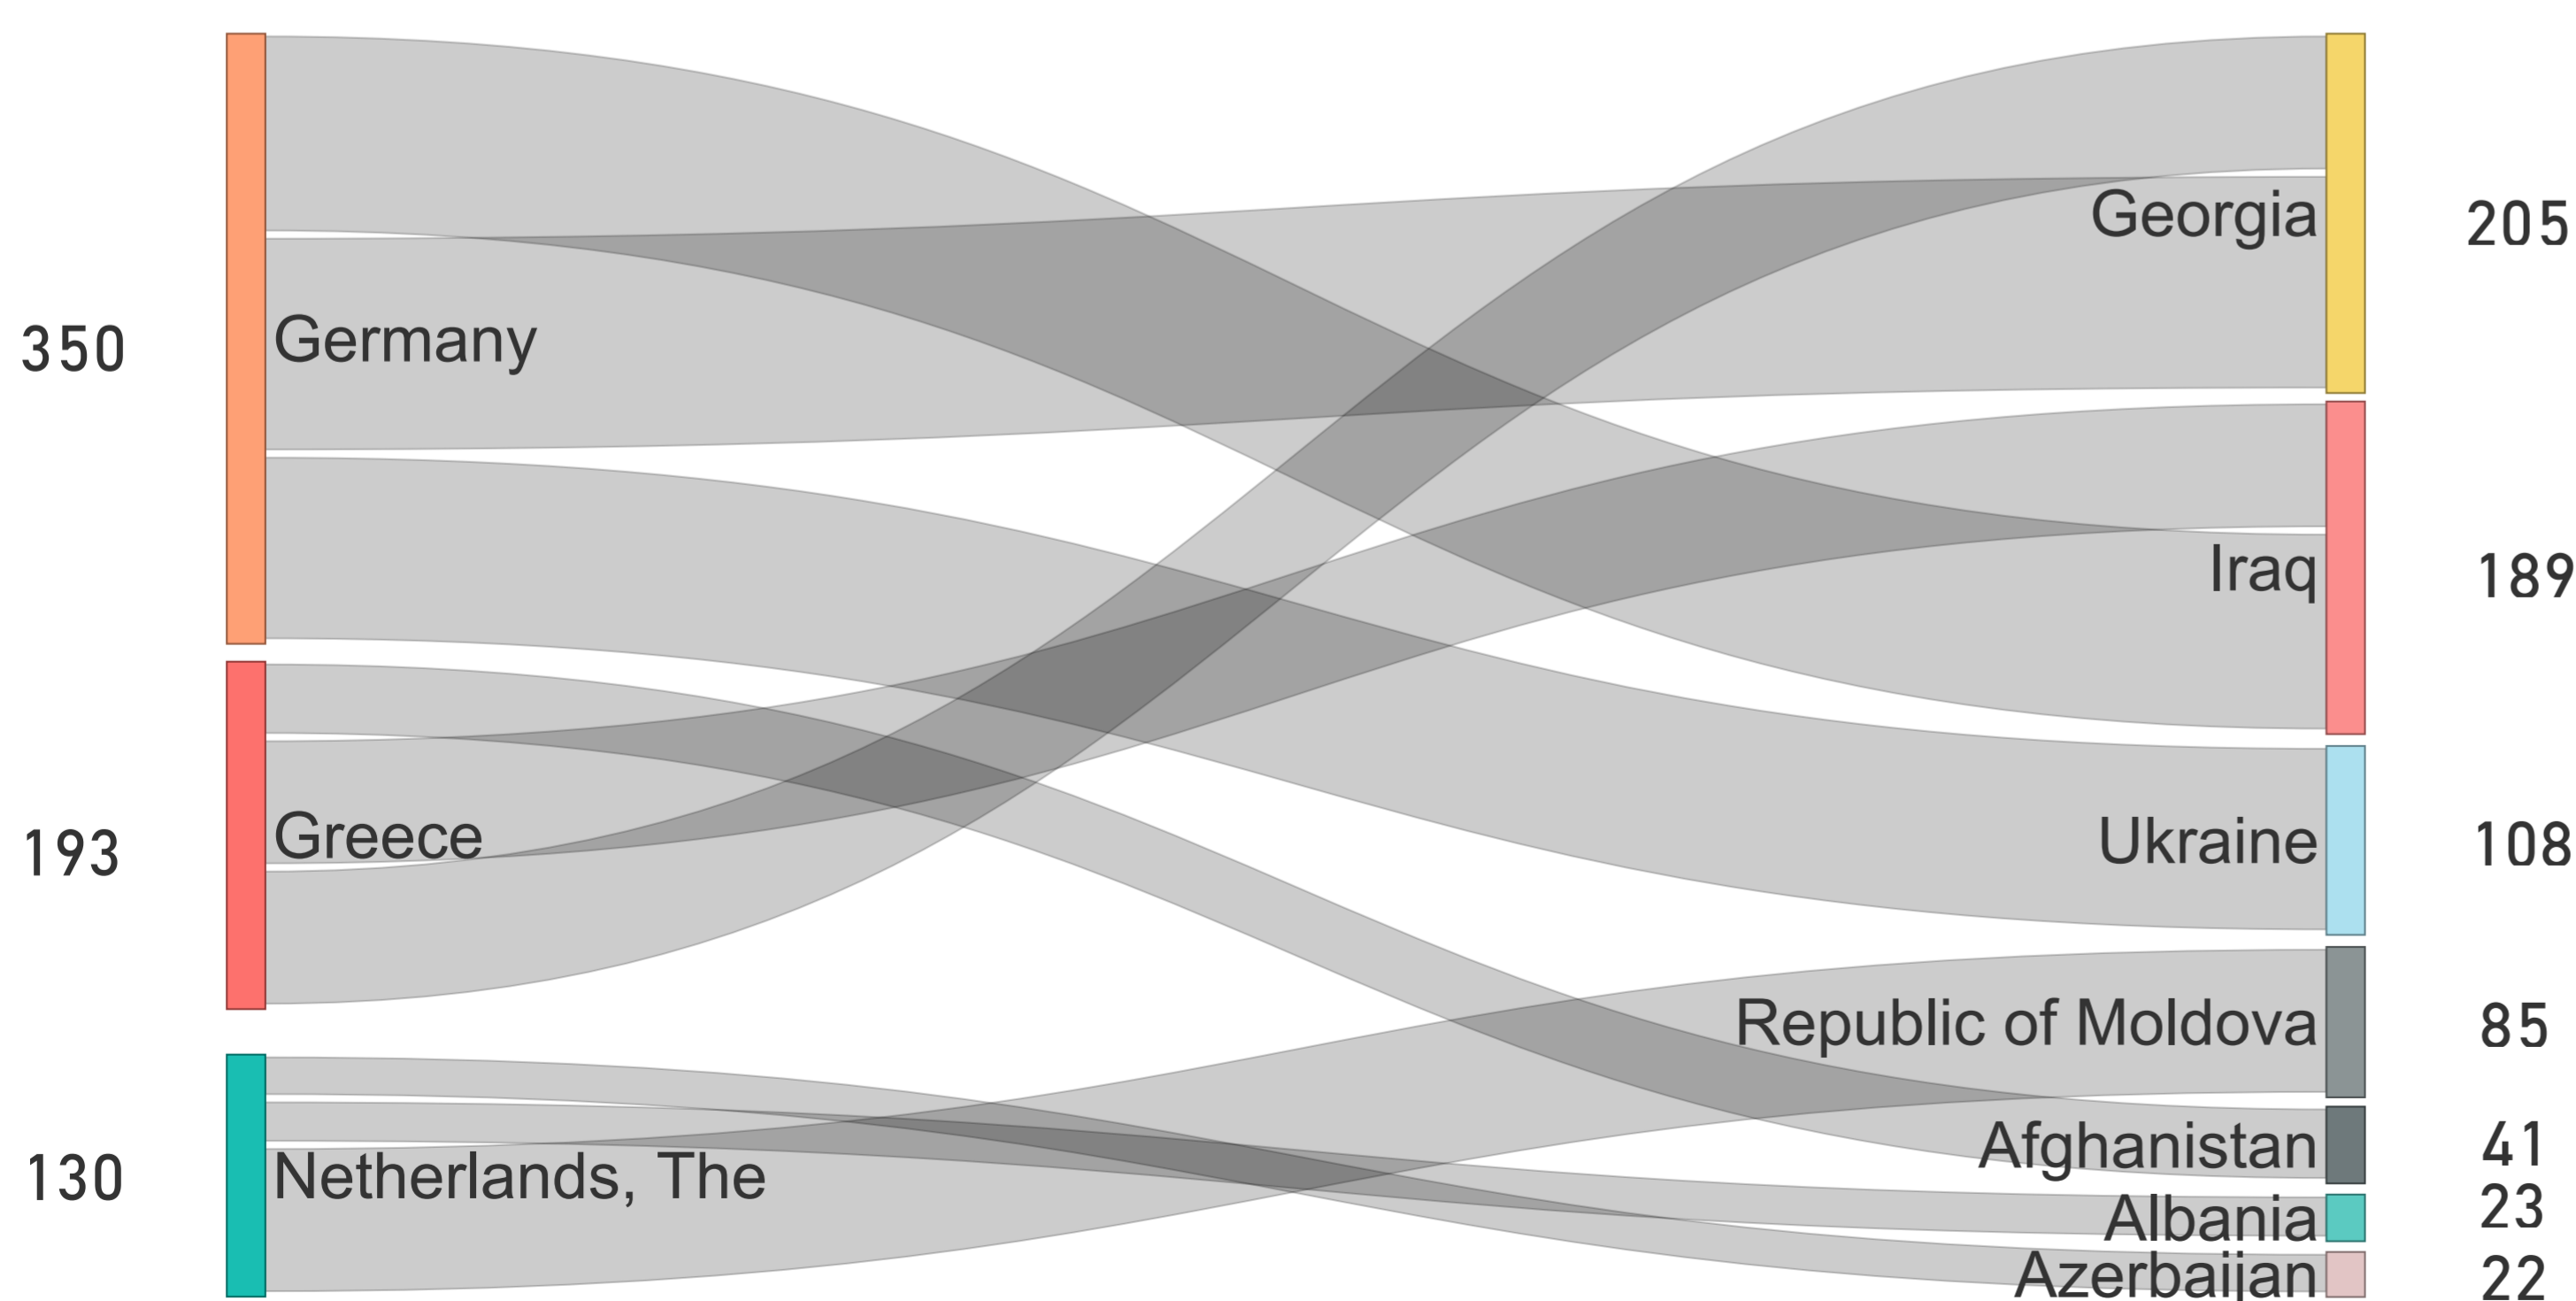 350
Germany
193
Greece
130
Netherlands, The
Georgia
205
Iraq
189
Ukraine
108
Republic of Moldova
85
Afghanistan
41
Albania
23
Azerbaijan
22